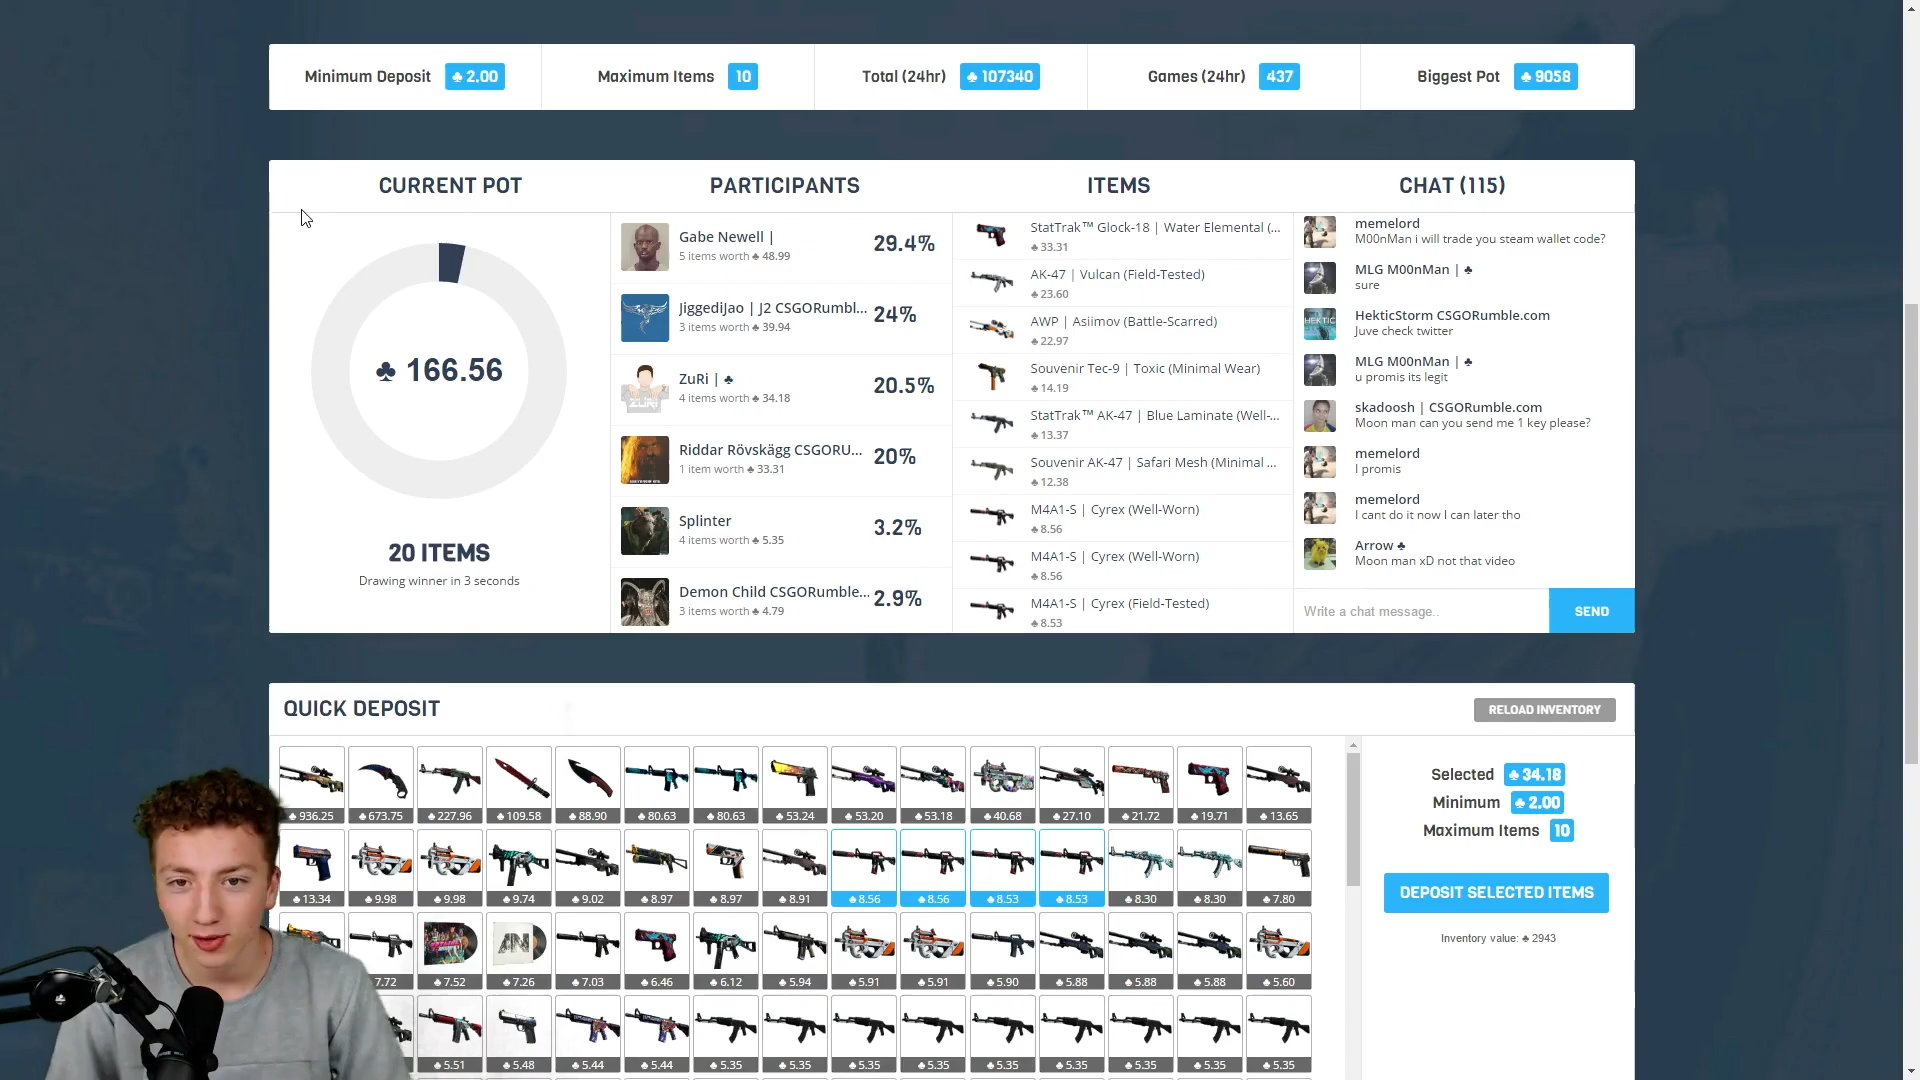 Minimum Deposit ♣ 2.00
Maximum Items 10
Total (24hr) ♣ 107340
Games (24hr) 437
Biggest Pot ♣ 9058
CURRENT POT
♣ 166.56
20 ITEMS
Drawing winner in 3 seconds
PARTICIPANTS
Gabe Newell |
5 items worth ♣ 48.99
29.4%
JiggediJao | J2 CSGORumbl...
3 items worth ♣ 39.94
24%
ZuRi | ♣
4 items worth ♣ 34.18
20.5%
Riddar Rövskägg CSGORU...
1 item worth ♣ 33.31
20%
Splinter
4 items worth ♣ 5.35
3.2%
Demon Child CSGORumble...
3 items worth ♣ 4.79
2.9%
ITEMS
StatTrak™ Glock-18 | Water Elemental (...
♣ 33.31
AK-47 | Vulcan (Field-Tested)
♣ 23.60
AWP | Asiimov (Battle-Scarred)
♣ 22.97
Souvenir Tec-9 | Toxic (Minimal Wear)
♣ 14.19
StatTrak™ AK-47 | Blue Laminate (Well-...
♣ 13.37
Souvenir AK-47 | Safari Mesh (Minimal ...
♣ 12.38
M4A1-S | Cyrex (Well-Worn)
♣ 8.56
M4A1-S | Cyrex (Well-Worn)
♣ 8.56
M4A1-S | Cyrex (Field-Tested)
♣ 8.53
CHAT (115)
memelord
M00nMan i will trade you steam wallet code?
MLG M00nMan | ♣
sure
HekticStorm CSGORumble.com
Juve check twitter
MLG M00nMan | ♣
u promis its legit
skadoosh | CSGORumble.com
Moon man can you send me 1 key please?
memelord
I promis
memelord
I cant do it now I can later tho
Arrow ♣
Moon man xD not that video
Write a chat message..
SEND
QUICK DEPOSIT
RELOAD INVENTORY
♣ 936.25 ♣ 673.75 ♣ 227.96 ♣ 109.58 ♣ 88.90 ♣ 80.63 ♣ 80.63 ♣ 53.24 ♣ 53.20 ♣ 53.18 ♣ 40.68 ♣ 27.10 ♣ 21.72 ♣ 19.71 ♣ 13.65
♣ 13.34 ♣ 9.98 ♣ 9.98 ♣ 9.74 ♣ 9.02 ♣ 8.97 ♣ 8.97 ♣ 8.91 ♣ 8.56 ♣ 8.56 ♣ 8.53 ♣ 8.53 ♣ 8.30 ♣ 8.30 ♣ 7.80
7.72 ♣ 7.52 ♣ 7.26 ♣ 7.03 ♣ 6.46 ♣ 6.12 ♣ 5.94 ♣ 5.91 ♣ 5.91 ♣ 5.90 ♣ 5.88 ♣ 5.88 ♣ 5.88 ♣ 5.60
♣ 5.51 ♣ 5.48 ♣ 5.44 ♣ 5.44 ♣ 5.35 ♣ 5.35 ♣ 5.35 ♣ 5.35 ♣ 5.35 ♣ 5.35 ♣ 5.35 ♣ 5.35 ♣ 5.35
Selected ♣ 34.18
Minimum ♣ 2.00
Maximum Items 10
DEPOSIT SELECTED ITEMS
Inventory value: ♣ 2943